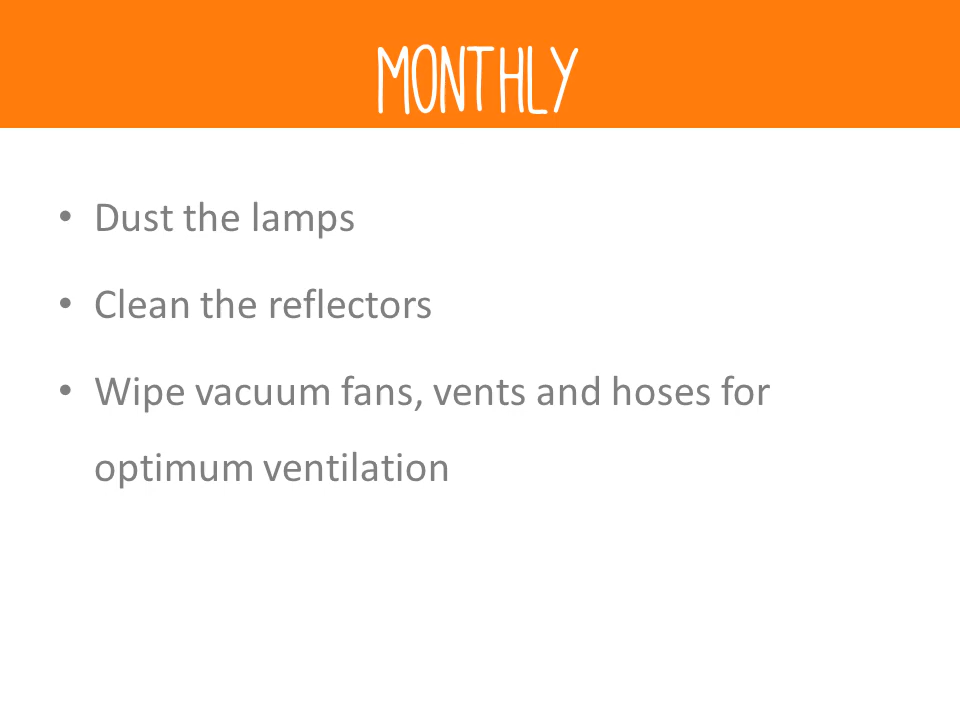 MONTHLY
• Dust the lamps
• Clean the reflectors
• Wipe vacuum fans, vents and hoses for
optimum ventilation